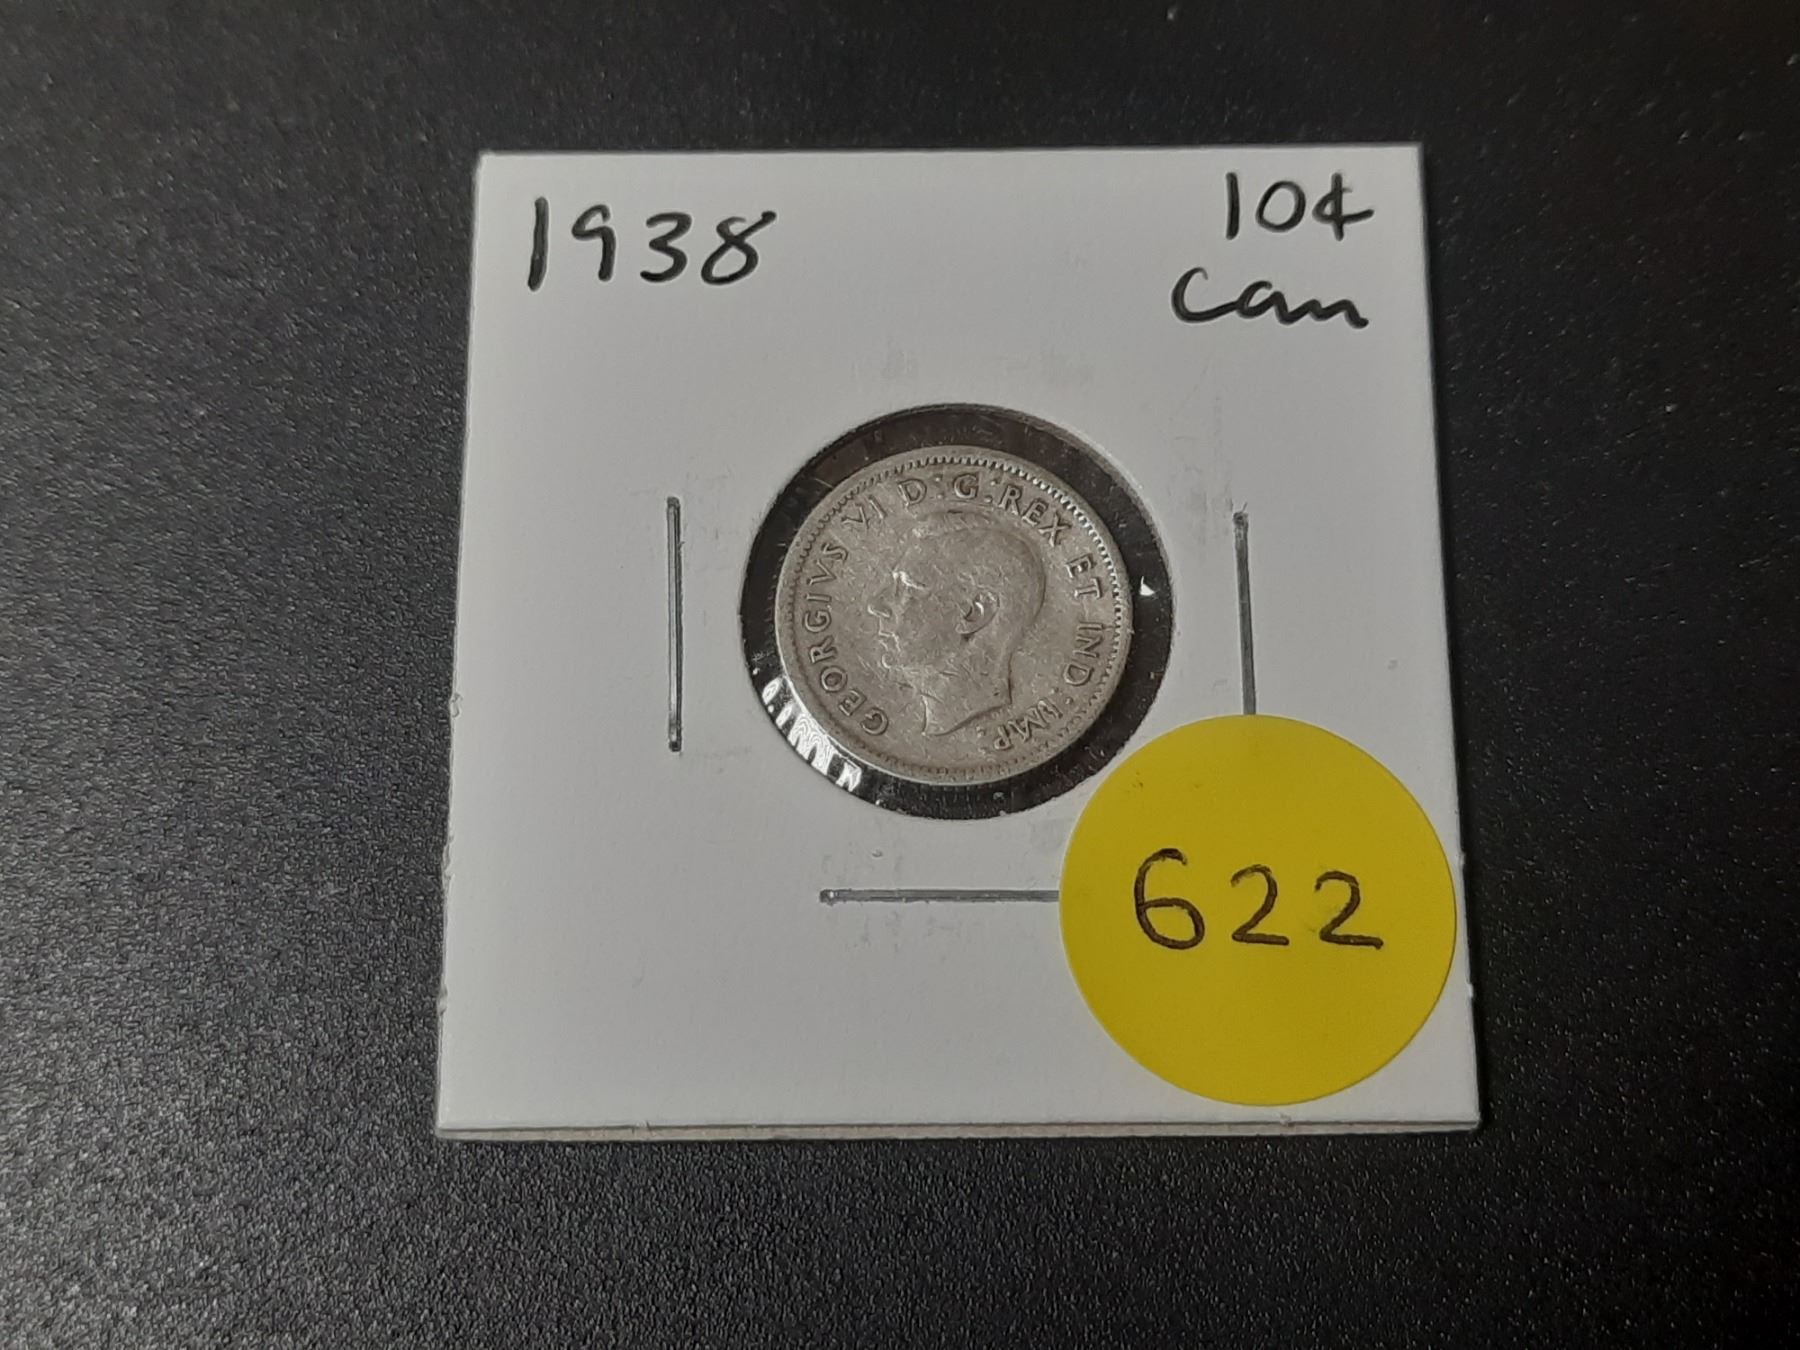 1938
10¢
Can
GEORGIVS VI D:G:REX ET IND:IMP:
622